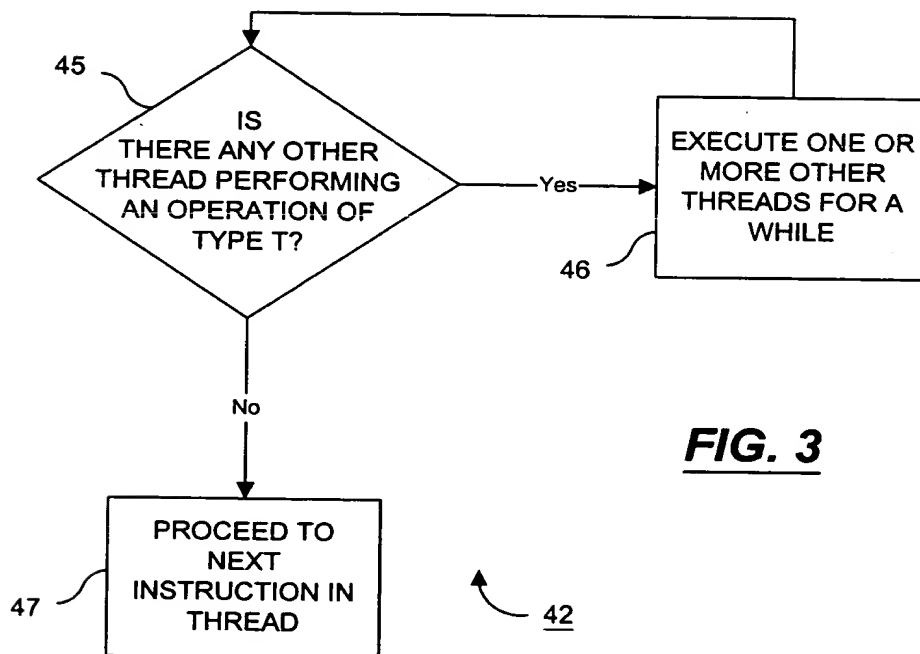 45
IS
THERE ANY OTHER
THREAD PERFORMING
AN OPERATION OF
TYPE T?
Yes
EXECUTE ONE OR
MORE OTHER
THREADS FOR A
WHILE
46
No
FIG. 3
PROCEED TO
NEXT
INSTRUCTION IN
THREAD
47
42